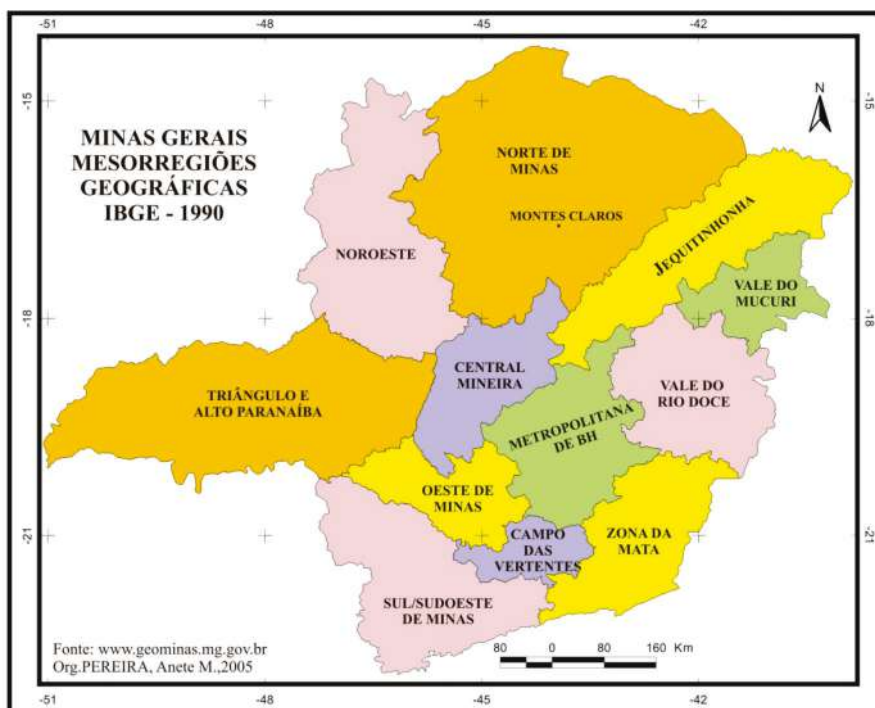 -51
-48
-45
-42
MINAS GERAIS
MESORREGIÕES
GEOGRÁFICAS
IBGE - 1990
N
-15
-15
NORTE DE
MINAS
MONTES CLAROS
JEQUITINHONHA
NOROESTE
VALE DO
MUCURI
-18
-18
CENTRAL
MINEIRA
VALE DO
RIO DOCE
TRIÂNGULO E
ALTO PARANAÍBA
METROPOLITANA
DE BH
OESTE DE
MINAS
-21
-21
CAMPO
DAS
VERTENTES
ZONA DA
MATA
SUL/SUDOESTE
DE MINAS
Fonte: www.geominas.mg.gov.br
Org.PEREIRA, Anete M.,2005
80 0 80 160 Km
-51
-48
-45
-42